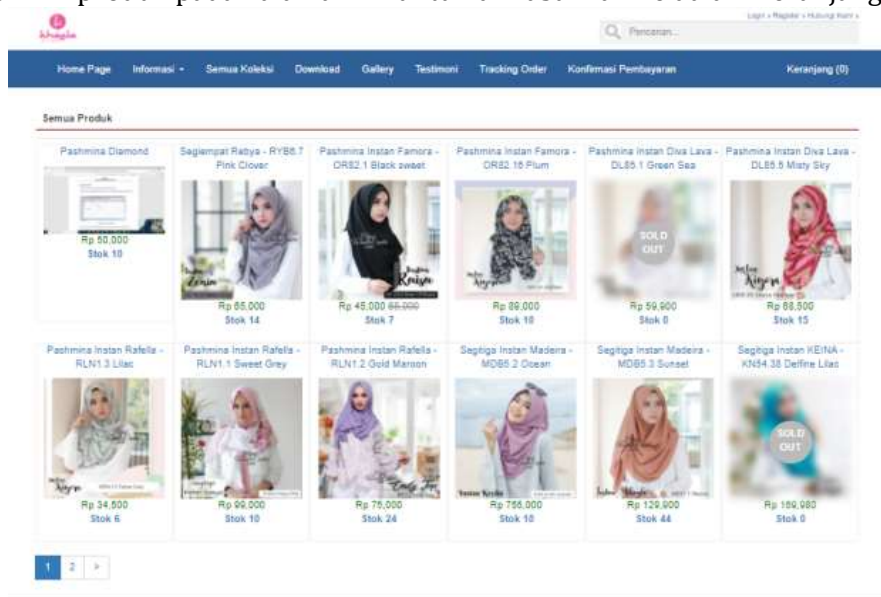 khayla
Login » Register » Hubungi Kami »
Pencarian...
Home Page Informasi Semua Koleksi Download Gallery Testimoni Tracking Order Konfirmasi Pembayaran Keranjang (0)
Semua Produk
Pashmina Diamond
Rp 50,000
Stok 10
Segiempat Rabya - RYB6.7
Pink Clover
Rp 65,000
Stok 14
Pashmina Instan Famora -
OR82.1 Black sweet
Rp 45,000 65,000
Stok 7
Pashmina Instan Famora -
OR82.16 Plum
Rp 89,000
Stok 10
Pashmina Instan Diva Lava -
DL85.1 Green Sea
SOLD
OUT
Rp 59,900
Stok 0
Pashmina Instan Diva Lava -
DL85.5 Misty Sky
Rp 68,500
Stok 15
Pashmina Instan Rafella -
RLN1.3 Lilac
Rp 34,500
Stok 6
Pashmina Instan Rafella -
RLN1.1 Sweet Grey
Rp 99,000
Stok 10
Pashmina Instan Rafella -
RLN1.2 Gold Maroon
Rp 75,000
Stok 24
Segitiga Instan Madeira -
MDB5.2 Ocean
Rp 755,000
Stok 10
Segitiga Instan Madeira -
MDB5.3 Sunset
Rp 129,900
Stok 44
Segitiga Instan KEINA -
KN54.38 Delfine Lilac
SOLD
OUT
Rp 159,980
Stok 0
1 2 >